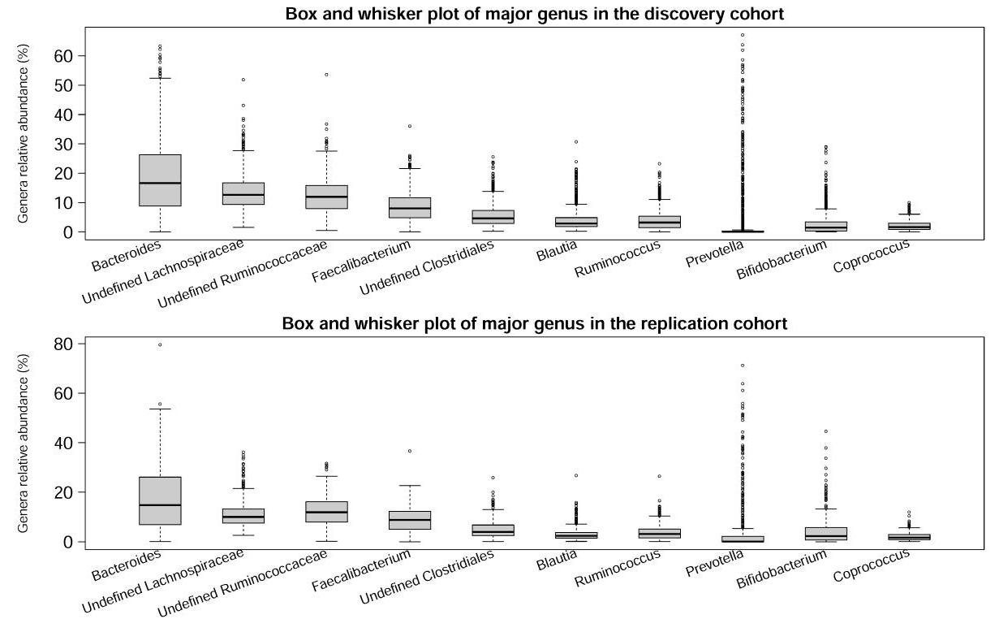 Box and whisker plot of major genus in the discovery cohort
Genera relative abundance (%)
60
50
40
30
20
10
0
Bacteroides
Undefined Lachnospiraceae
Undefined Ruminococcaceae
Faecalibacterium
Undefined Clostridiales
Blautia
Ruminococcus
Prevotella
Bifidobacterium
Coprococcus
Box and whisker plot of major genus in the replication cohort
Genera relative abundance (%)
80
60
40
20
0
Bacteroides
Undefined Lachnospiraceae
Undefined Ruminococcaceae
Faecalibacterium
Undefined Clostridiales
Blautia
Ruminococcus
Prevotella
Bifidobacterium
Coprococcus